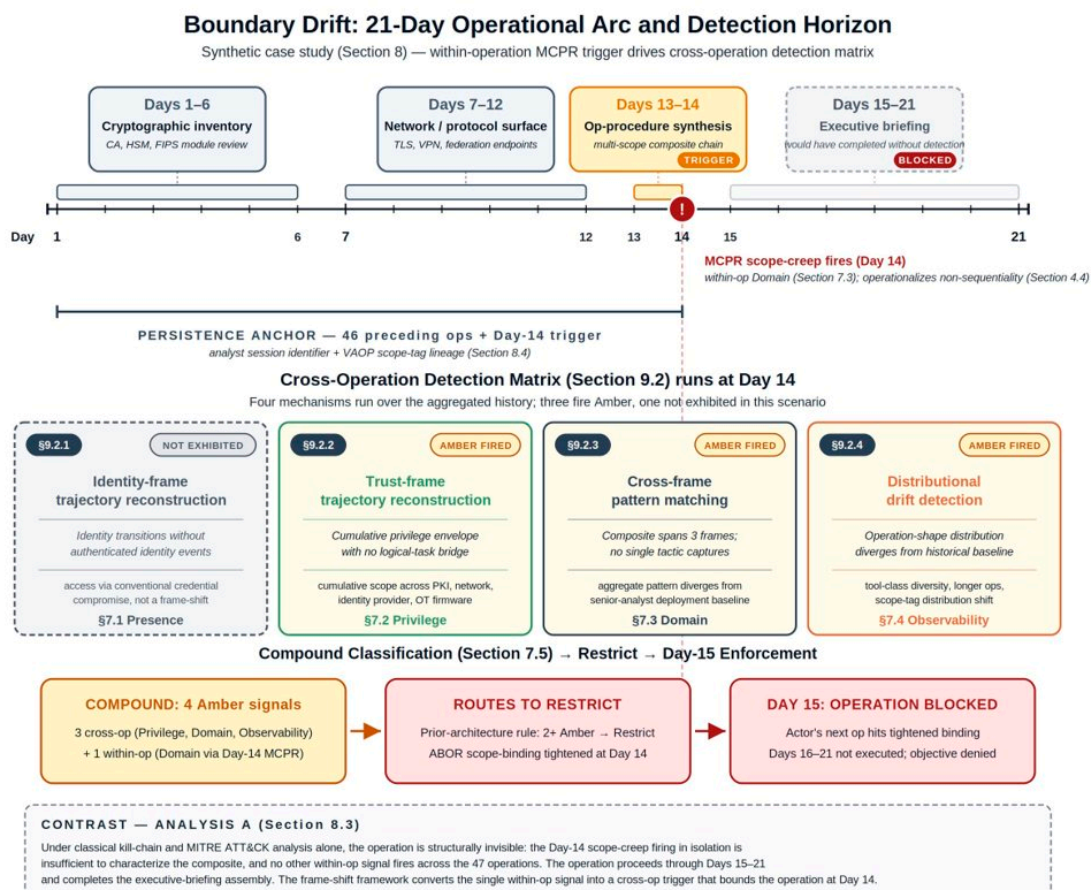 Boundary Drift: 21-Day Operational Arc and Detection Horizon
Synthetic case study (Section 8) — within-operation MCPR trigger drives cross-operation detection matrix
Days 1–6
Cryptographic inventory
CA, HSM, FIPS module review
Days 7–12
Network / protocol surface
TLS, VPN, federation endpoints
Days 13–14
Op-procedure synthesis
multi-scope composite chain
TRIGGER
Days 15–21
Executive briefing
would have completed without detection
BLOCKED
!
Day 1 6 7 12 13 14 15 21
MCPR scope-creep fires (Day 14)
within-op Domain (Section 7.3); operationalizes non-sequentiality (Section 4.4)
PERSISTENCE ANCHOR — 46 preceding ops + Day-14 trigger
analyst session identifier + VAOP scope-tag lineage (Section 8.4)
Cross-Operation Detection Matrix (Section 9.2) runs at Day 14
Four mechanisms run over the aggregated history; three fire Amber, one not exhibited in this scenario
§9.2.1
NOT EXHIBITED
Identity-frame
trajectory reconstruction
Identity transitions without
authenticated identity events
access via conventional credential
compromise, not a frame-shift
§7.1 Presence
§9.2.2
AMBER FIRED
Trust-frame
trajectory reconstruction
Cumulative privilege envelope
with no logical-task bridge
cumulative scope across PKI, network,
identity provider, OT firmware
§7.2 Privilege
§9.2.3
AMBER FIRED
Cross-frame
pattern matching
Composite spans 3 frames;
no single tactic captures
aggregate pattern diverges from
senior-analyst deployment baseline
§7.3 Domain
§9.2.4
AMBER FIRED
Distributional
drift detection
Operation-shape distribution
diverges from historical baseline
tool-class diversity, longer ops,
scope-tag distribution shift
§7.4 Observability
Compound Classification (Section 7.5) → Restrict → Day-15 Enforcement
COMPOUND: 4 Amber signals
3 cross-op (Privilege, Domain, Observability)
+ 1 within-op (Domain via Day-14 MCPR)
ROUTES TO RESTRICT
Prior-architecture rule: 2+ Amber → Restrict
ABOR scope-binding tightened at Day 14
DAY 15: OPERATION BLOCKED
Actor's next op hits tightened binding
Days 16–21 not executed; objective denied
CONTRAST — ANALYSIS A (Section 8.3)
Under classical kill-chain and MITRE ATT&CK analysis alone, the operation is structurally invisible: the Day-14 scope-creep firing in isolation is
insufficient to characterize the composite, and no other within-op signal fires across the 47 operations. The operation proceeds through Days 15–21
and completes the executive-briefing assembly. The frame-shift framework converts the single within-op signal into a cross-op trigger that bounds the operation at Day 14.